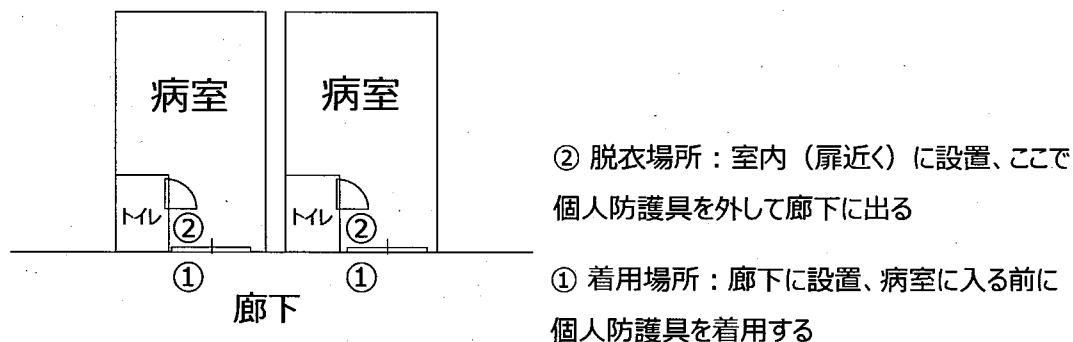 病室
病室
② 脱衣場所：室内（扉近く）に設置、ここで
個人防護具を外して廊下に出る
トイレ
②
トイレ
②
①
①
廊下
① 着用場所：廊下に設置、病室に入る前に
個人防護具を着用する